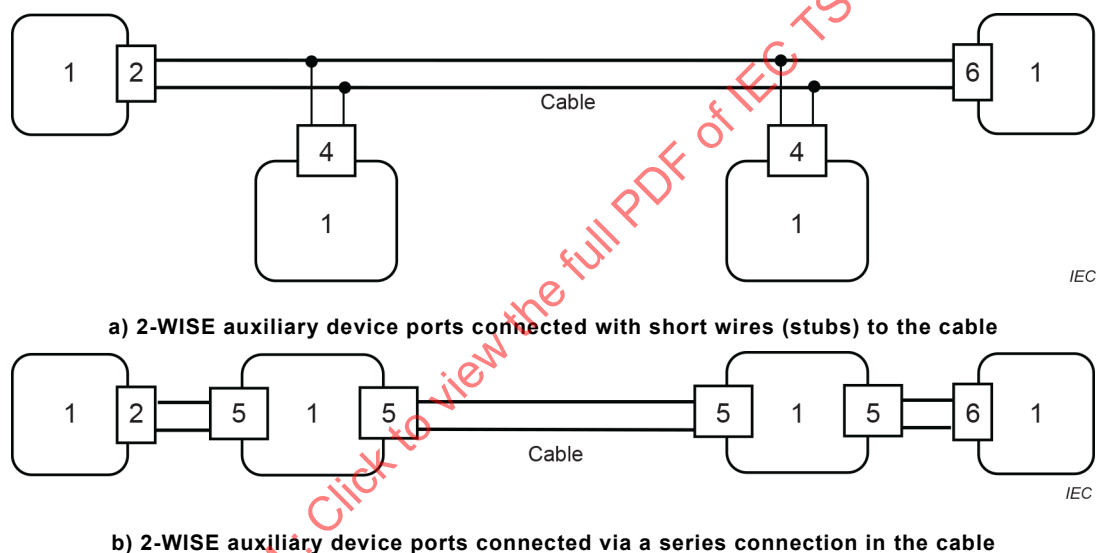 1 2 6 1
Cable
4 4
1 1
IEC
a) 2-WISE auxiliary device ports connected with short wires (stubs) to the cable
1 2 5 1 5 5 1 5 6 1
Cable
IEC
b) 2-WISE auxiliary device ports connected via a series connection in the cable
Click to view the full PDF of IEC TS